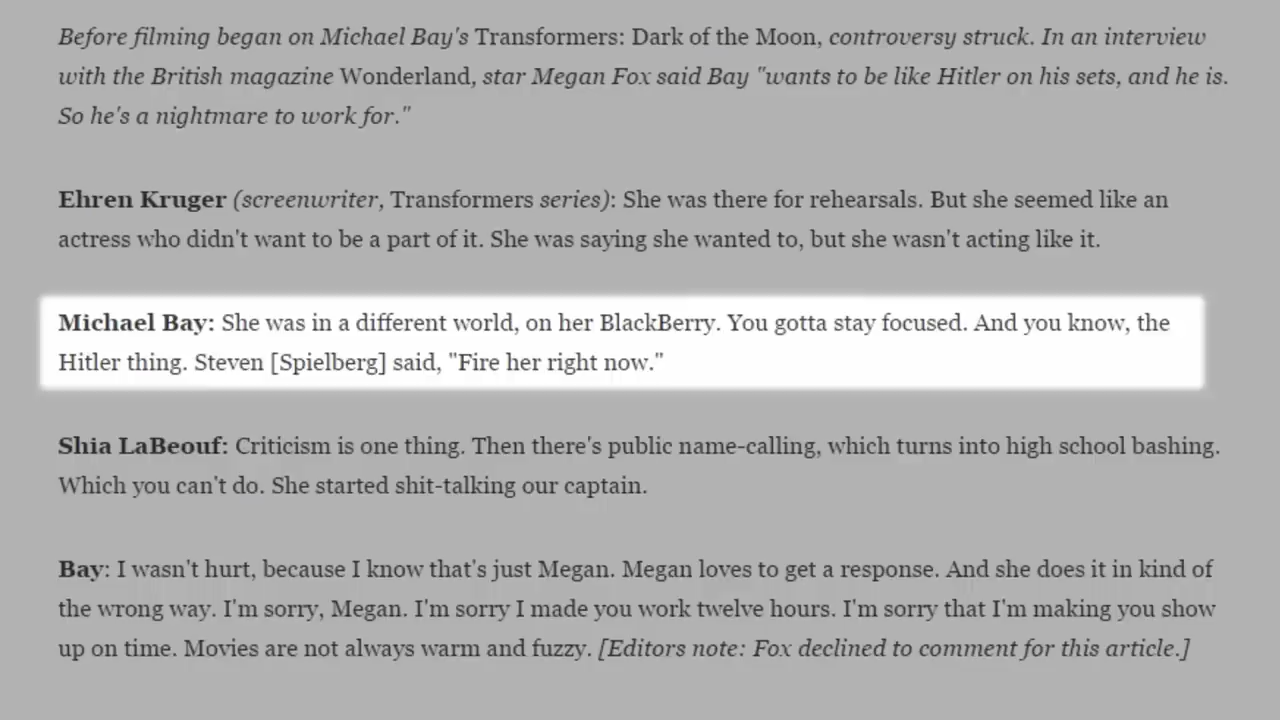 Before filming began on Michael Bay's Transformers: Dark of the Moon, controversy struck. In an interview
with the British magazine Wonderland, star Megan Fox said Bay "wants to be like Hitler on his sets, and he is.
So he's a nightmare to work for."
Ehren Kruger (screenwriter, Transformers series): She was there for rehearsals. But she seemed like an
actress who didn't want to be a part of it. She was saying she wanted to, but she wasn't acting like it.
Michael Bay: She was in a different world, on her BlackBerry. You gotta stay focused. And you know, the
Hitler thing. Steven [Spielberg] said, "Fire her right now."
Shia LaBeouf: Criticism is one thing. Then there's public name-calling, which turns into high school bashing.
Which you can't do. She started shit-talking our captain.
Bay: I wasn't hurt, because I know that's just Megan. Megan loves to get a response. And she does it in kind of
the wrong way. I'm sorry, Megan. I'm sorry I made you work twelve hours. I'm sorry that I'm making you show
up on time. Movies are not always warm and fuzzy. [Editors note: Fox declined to comment for this article.]